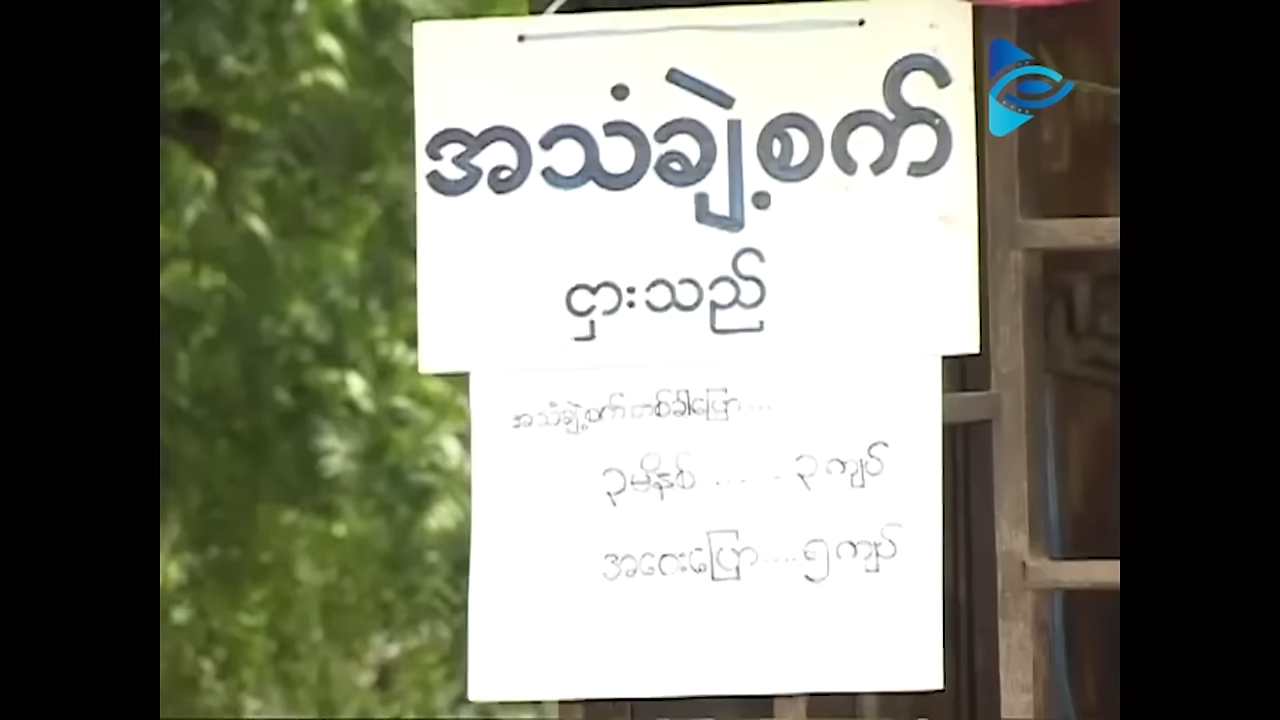 အသံချဲ့စက်
ငှားသည်
အသံချဲ့စက်တစ်ခါပြော...
၃မိနစ်......၃ကျပ်
အဝေးပြော....၅ကျပ်